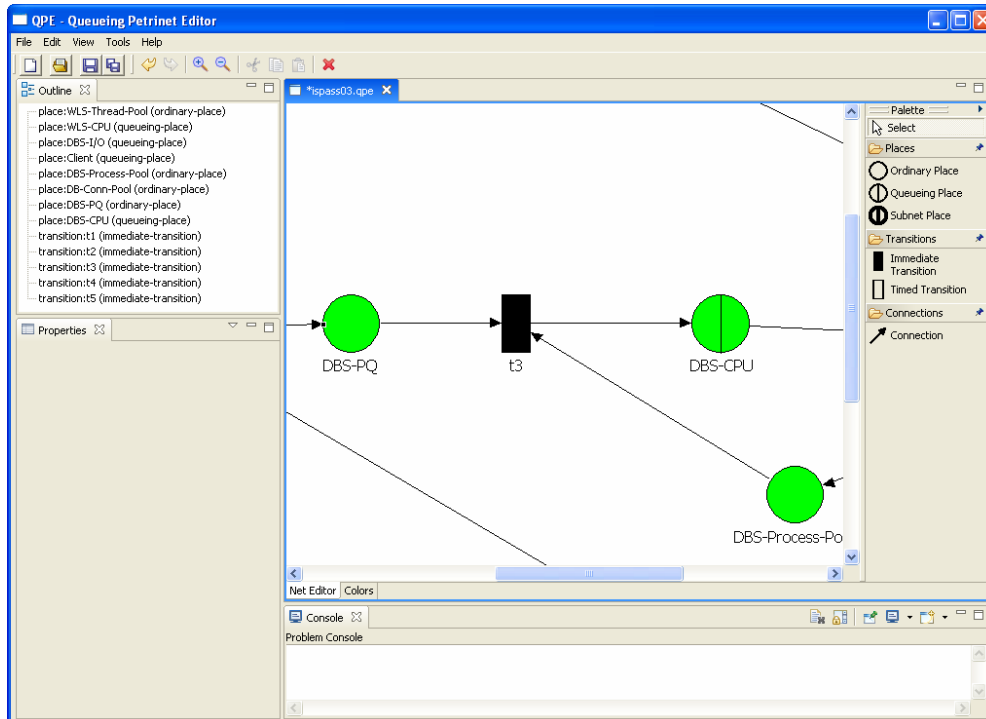 QPE - Queueing Petrinet Editor
File Edit View Tools Help
Outline
*ispass03.qpe
place:WLS-Thread-Pool (ordinary-place)
place:WLS-CPU (queueing-place)
place:DBS-I/O (queueing-place)
place:Client (queueing-place)
place:DBS-Process-Pool (ordinary-place)
place:DB-Conn-Pool (ordinary-place)
place:DBS-PQ (ordinary-place)
place:DBS-CPU (queueing-place)
transition:t1 (immediate-transition)
transition:t2 (immediate-transition)
transition:t3 (immediate-transition)
transition:t4 (immediate-transition)
transition:t5 (immediate-transition)
Properties
DBS-PQ
t3
DBS-CPU
DBS-Process-Po
Palette
Select
Places
Ordinary Place
Queueing Place
Subnet Place
Transitions
Immediate
Transition
Timed Transition
Connections
Connection
Net Editor Colors
Console
Problem Console